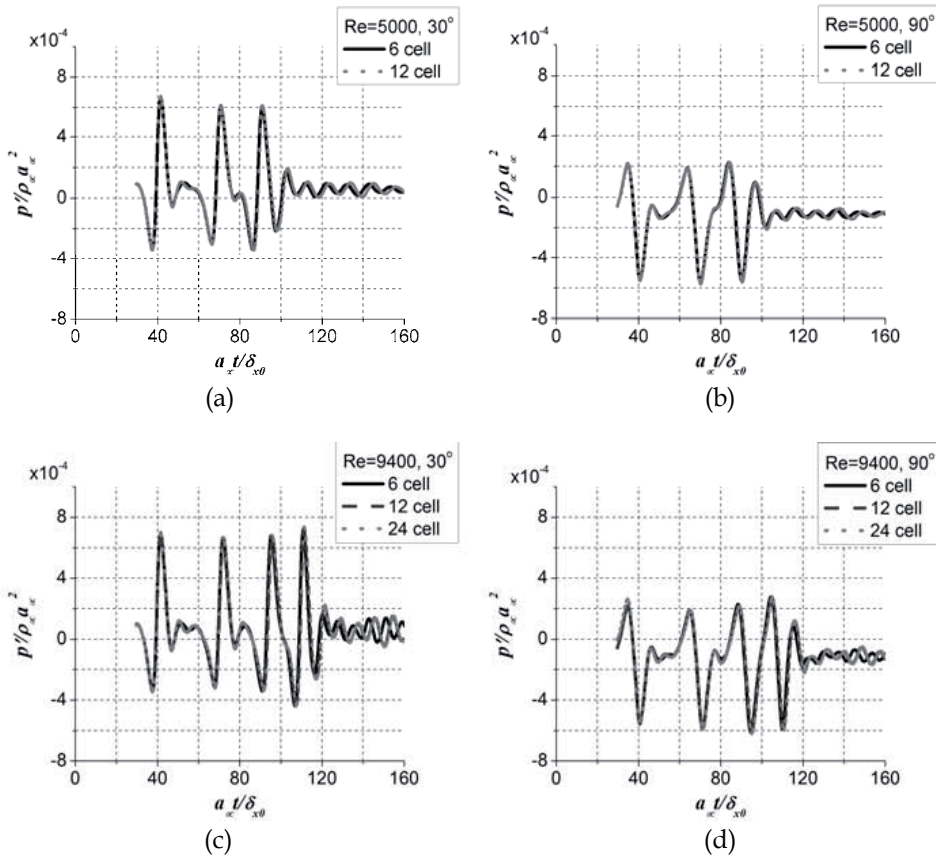 Re=5000, 30°
6 cell
12 cell
x10⁻⁴
8
4
0
-4
-8
p'/ρ∝a∝²
0 40 80 120 160
a∝t/δx0
(a)
Re=5000, 90°
6 cell
12 cell
x10⁻⁴
8
4
0
-4
-8
p'/ρ∝a∝²
0 40 80 120 160
a∝t/δx0
(b)
Re=9400, 30°
6 cell
12 cell
24 cell
x10⁻⁴
8
4
0
-4
-8
p'/ρ∝a∝²
0 40 80 120 160
a∝t/δx0
(c)
Re=9400, 90°
6 cell
12 cell
24 cell
x10⁻⁴
8
4
0
-4
-8
p'/ρ∝a∝²
0 40 80 120 160
a∝t/δx0
(d)